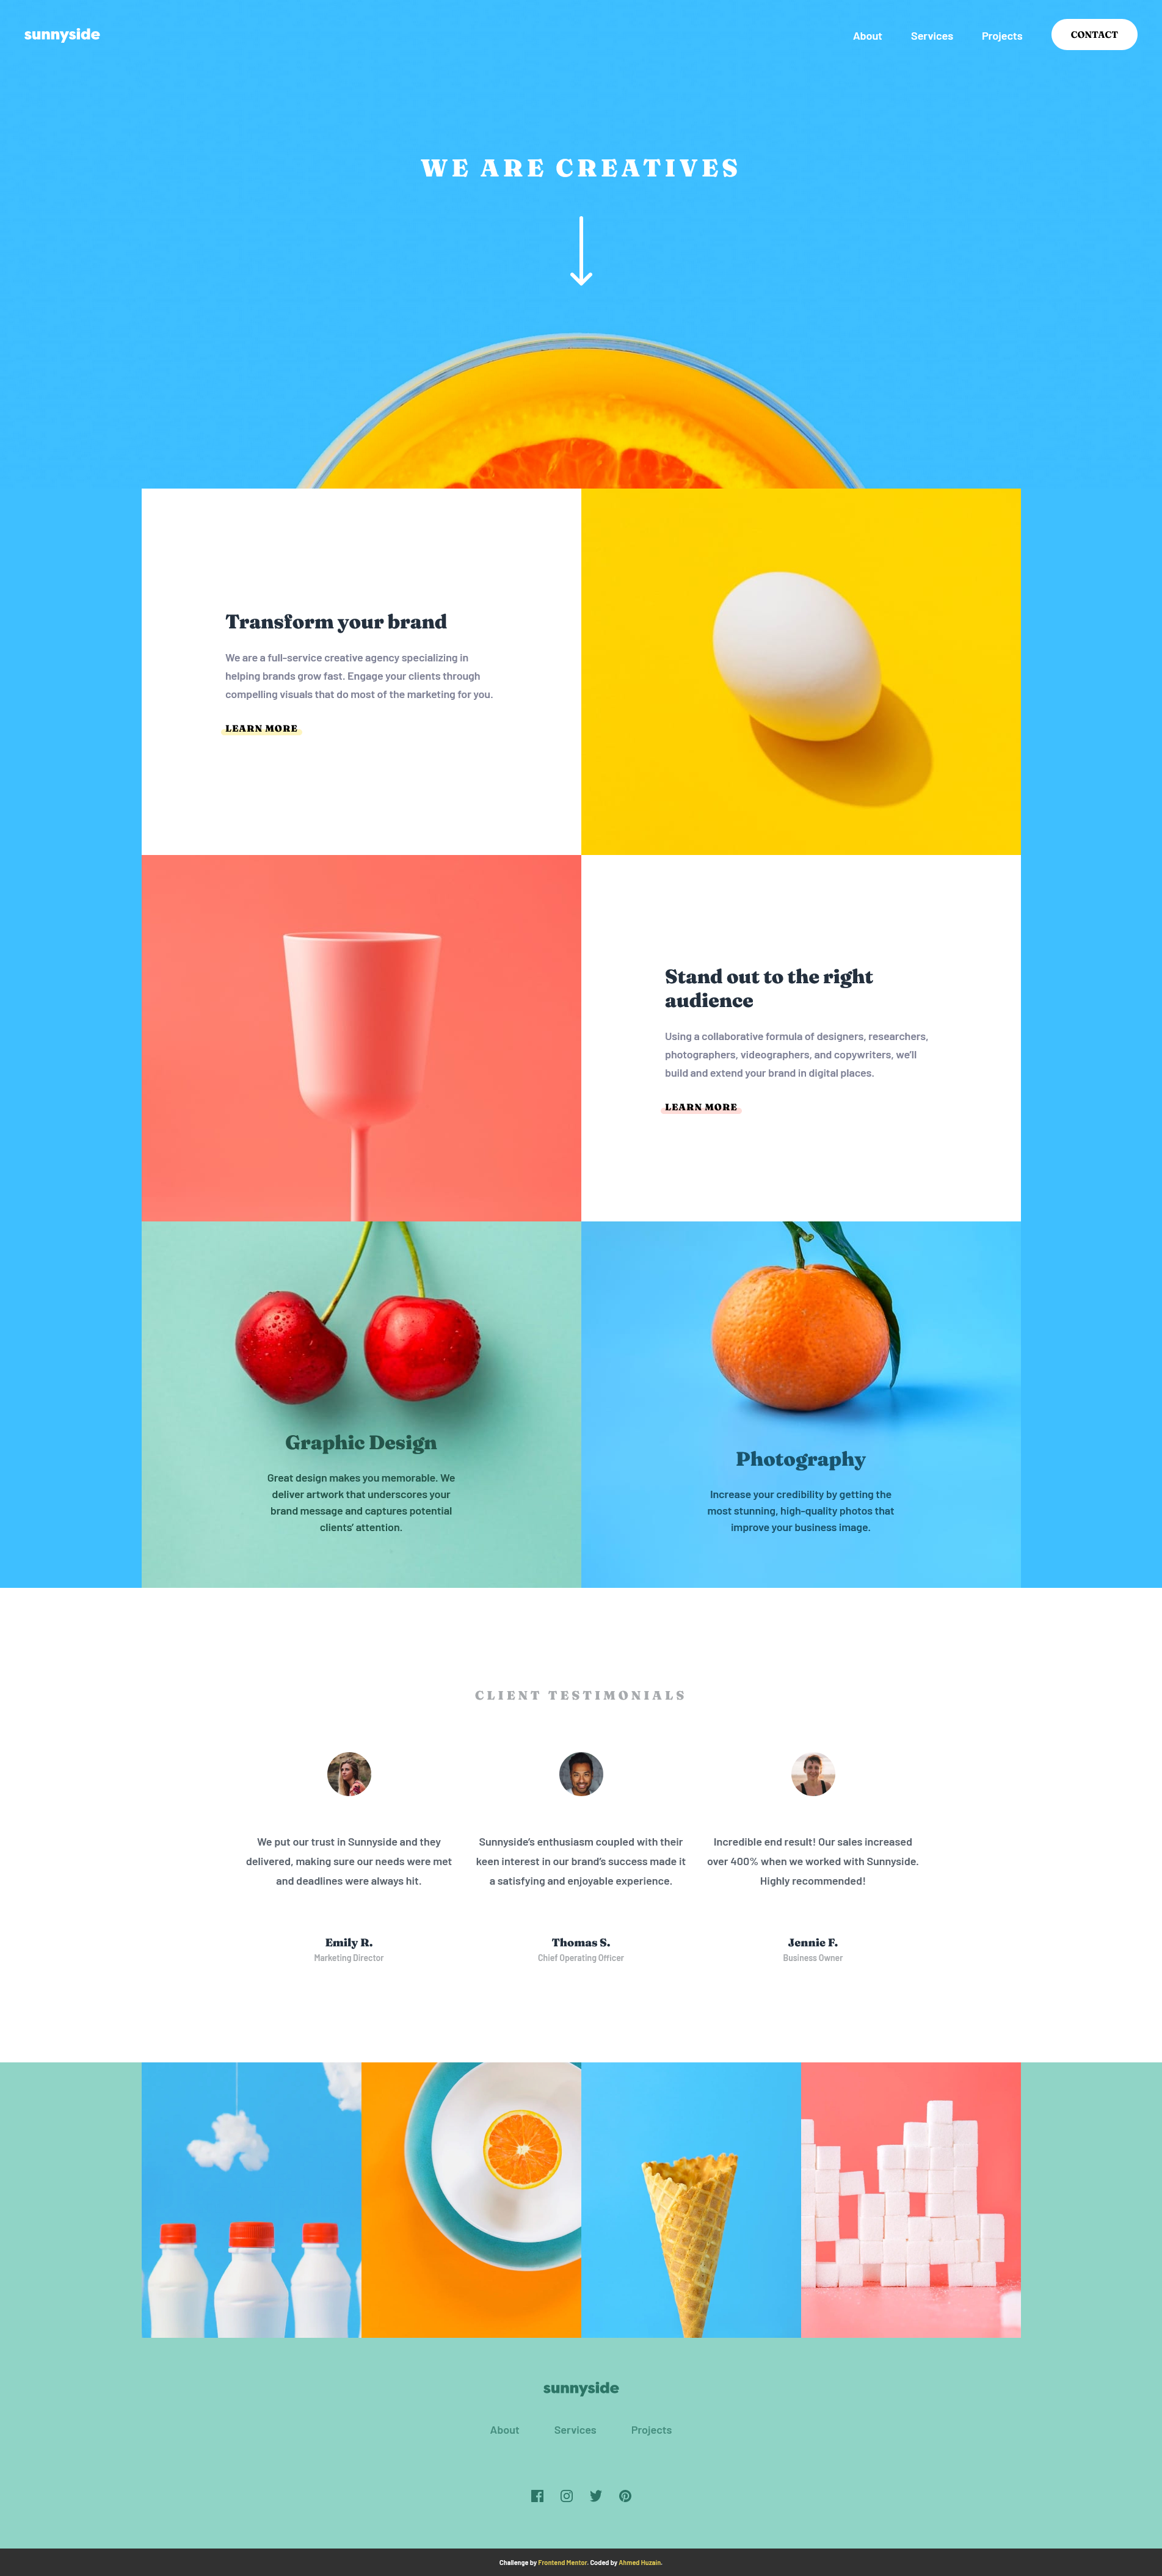 sunnyside
About Services Projects CONTACT
WE ARE CREATIVES
Transform your brand
We are a full-service creative agency specializing in
helping brands grow fast. Engage your clients through
compelling visuals that do most of the marketing for you.
LEARN MORE
Stand out to the right
audience
Using a collaborative formula of designers, researchers,
photographers, videographers, and copywriters, we'll
build and extend your brand in digital places.
LEARN MORE
Graphic Design
Great design makes you memorable. We
deliver artwork that underscores your
brand message and captures potential
clients’ attention.
Photography
Increase your credibility by getting the
most stunning, high-quality photos that
improve your business image.
CLIENT TESTIMONIALS
We put our trust in Sunnyside and they
delivered, making sure our needs were met
and deadlines were always hit.
Emily R.
Marketing Director
Sunnyside’s enthusiasm coupled with their
keen interest in our brand’s success made it
a satisfying and enjoyable experience.
Thomas S.
Chief Operating Officer
Incredible end result! Our sales increased
over 400% when we worked with Sunnyside.
Highly recommended!
Jennie F.
Business Owner
sunnyside
About Services Projects
Challenge by Frontend Mentor. Coded by Ahmed Huzain.